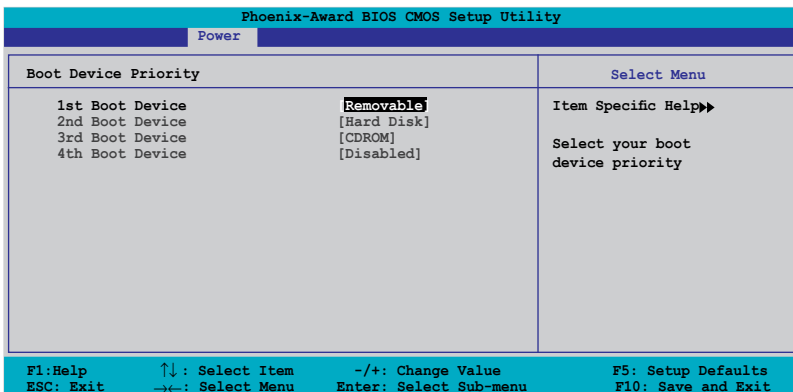 Phoenix-Award BIOS CMOS Setup Utility
Power
Boot Device Priority
Select Menu
1st Boot Device [Removable]
2nd Boot Device [Hard Disk]
3rd Boot Device [CDROM]
4th Boot Device [Disabled]
Item Specific Help▶▶
Select your boot
device priority
F1:Help ↑↓: Select Item -/+: Change Value F5: Setup Defaults
ESC: Exit →←: Select Menu Enter: Select Sub-menu F10: Save and Exit